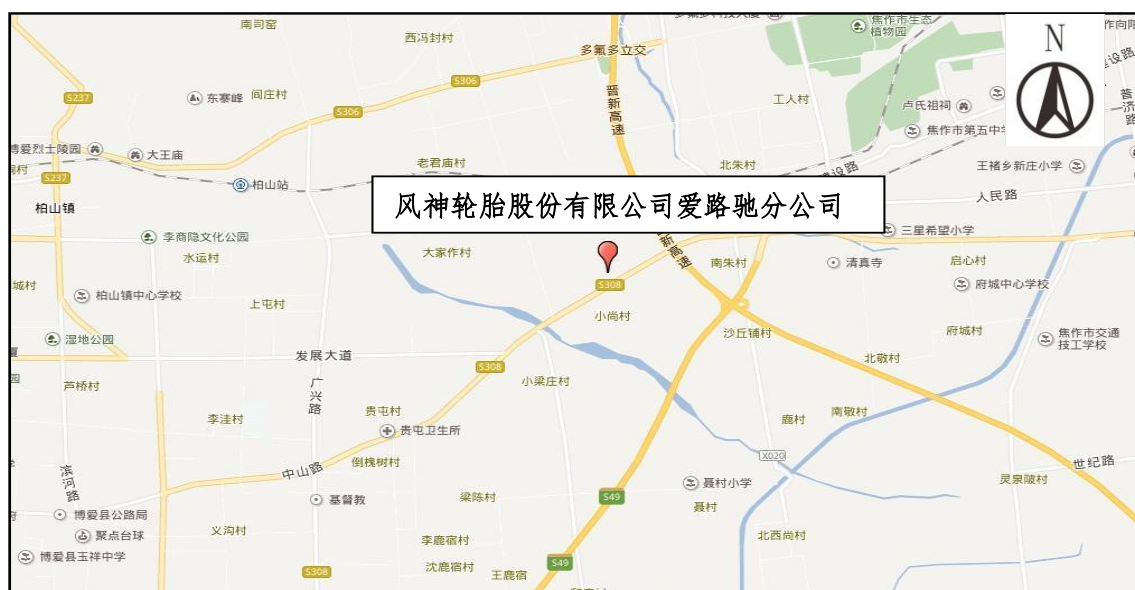 南司窑
西冯封村
焦作市生态
植物园
N
多氟多立交
S306
S237
东寨峰
阎庄村
S306
晋新高速
工人村
卢氏祖祠
普济路
焦作市第五中学
博爱烈士陵园
大王庙
老君庙村
北朱村
建设路
王褚乡新庄小学
S237
柏山站
人民路
柏山镇
风神轮胎股份有限公司爱路驰分公司
李商隐文化公园
三星希望小学
水运村
大家作村
晋新高速
南朱村
清真寺
启心村
S308
柏山镇中心学校
上屯村
府城中学校
小尚村
湿地公园
沙丘铺村
府城村
焦作市交通
技工学校
发展大道
北敬村
S308
芦桥村
广兴路
小梁庄村
李洼村
贵屯村
鹿村
南敬村
贵屯卫生所
X020
倒槐树村
世纪路
中山路
滨河路
聂村小学
灵泉陂村
基督教
梁陈村
S49
聂村
博爱县公路局
义沟村
聚点台球
李鹿宿村
北西尚村
博爱县玉祥中学
沈鹿宿村
S49
S308
王鹿宿